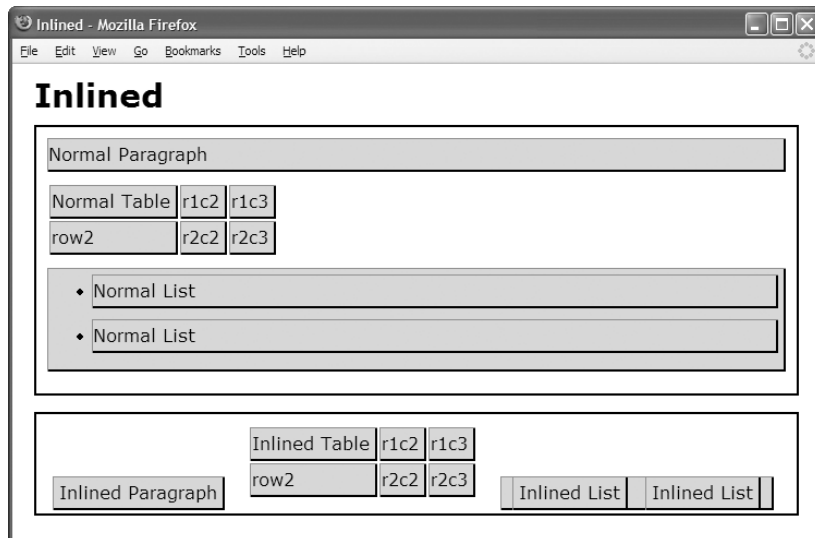 Inlined - Mozilla Firefox
File Edit View Go Bookmarks Tools Help
Inlined
Normal Paragraph
Normal Table r1c2 r1c3
row2 r2c2 r2c3
• Normal List
• Normal List
Inlined Table r1c2 r1c3
row2 r2c2 r2c3
Inlined Paragraph
Inlined List Inlined List